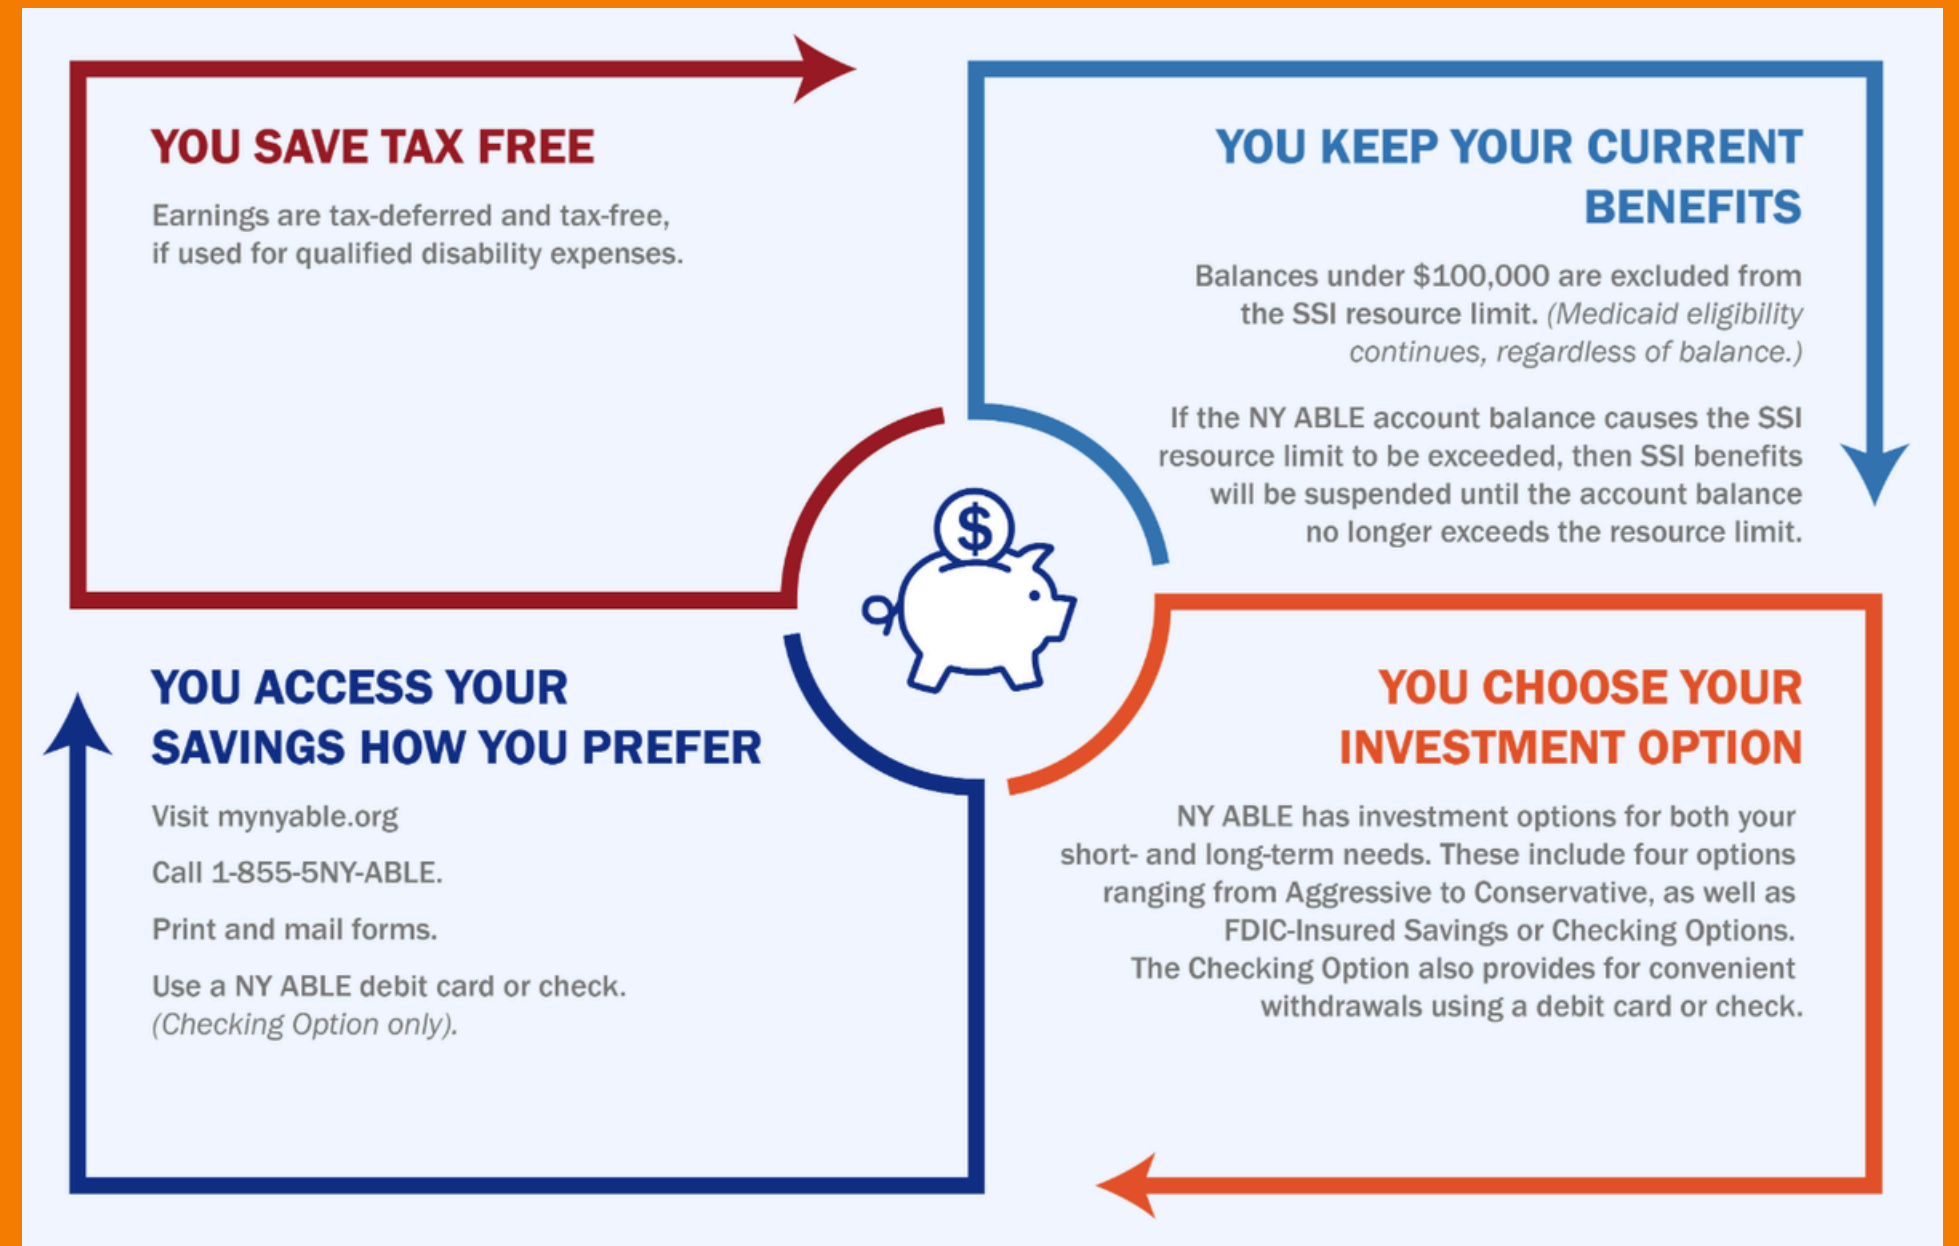 YOU SAVE TAX FREE
Earnings are tax-deferred and tax-free,
if used for qualified disability expenses.
YOU KEEP YOUR CURRENT
BENEFITS
Balances under $100,000 are excluded from
the SSI resource limit. (Medicaid eligibility
continues, regardless of balance.)
If the NY ABLE account balance causes the SSI
resource limit to be exceeded, then SSI benefits
will be suspended until the account balance
no longer exceeds the resource limit.
$
YOU ACCESS YOUR
SAVINGS HOW YOU PREFER
Visit mynyable.org
Call 1-855-5NY-ABLE.
Print and mail forms.
Use a NY ABLE debit card or check.
(Checking Option only).
YOU CHOOSE YOUR
INVESTMENT OPTION
NY ABLE has investment options for both your
short- and long-term needs. These include four options
ranging from Aggressive to Conservative, as well as
FDIC-Insured Savings or Checking Options.
The Checking Option also provides for convenient
withdrawals using a debit card or check.